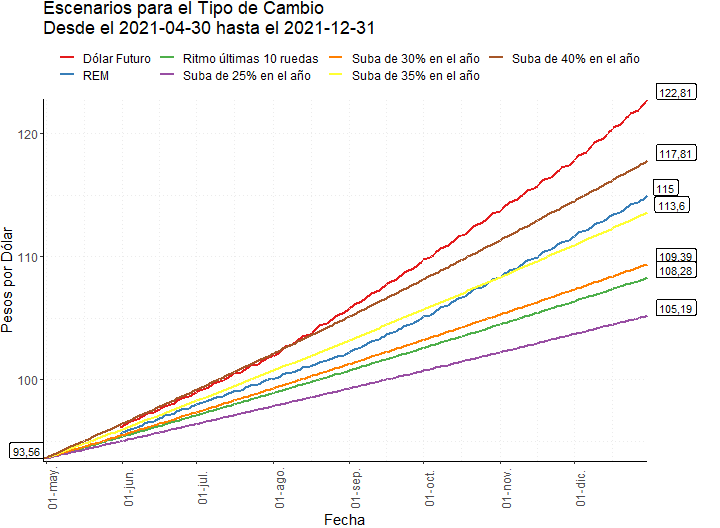 Escenarios para el Tipo de Cambio
Desde el 2021-04-30 hasta el 2021-12-31
Dólar Futuro
Ritmo últimas 10 ruedas
Suba de 30% en el año
Suba de 40% en el año
REM
Suba de 25% en el año
Suba de 35% en el año
122,81
117,81
115
113,6
109,39
108,28
105,19
93,56
120
110
100
Pesos por Dólar
01-may.
01-jun.
01-jul.
01-ago.
01-sep.
01-oct.
01-nov.
01-dic.
Fecha